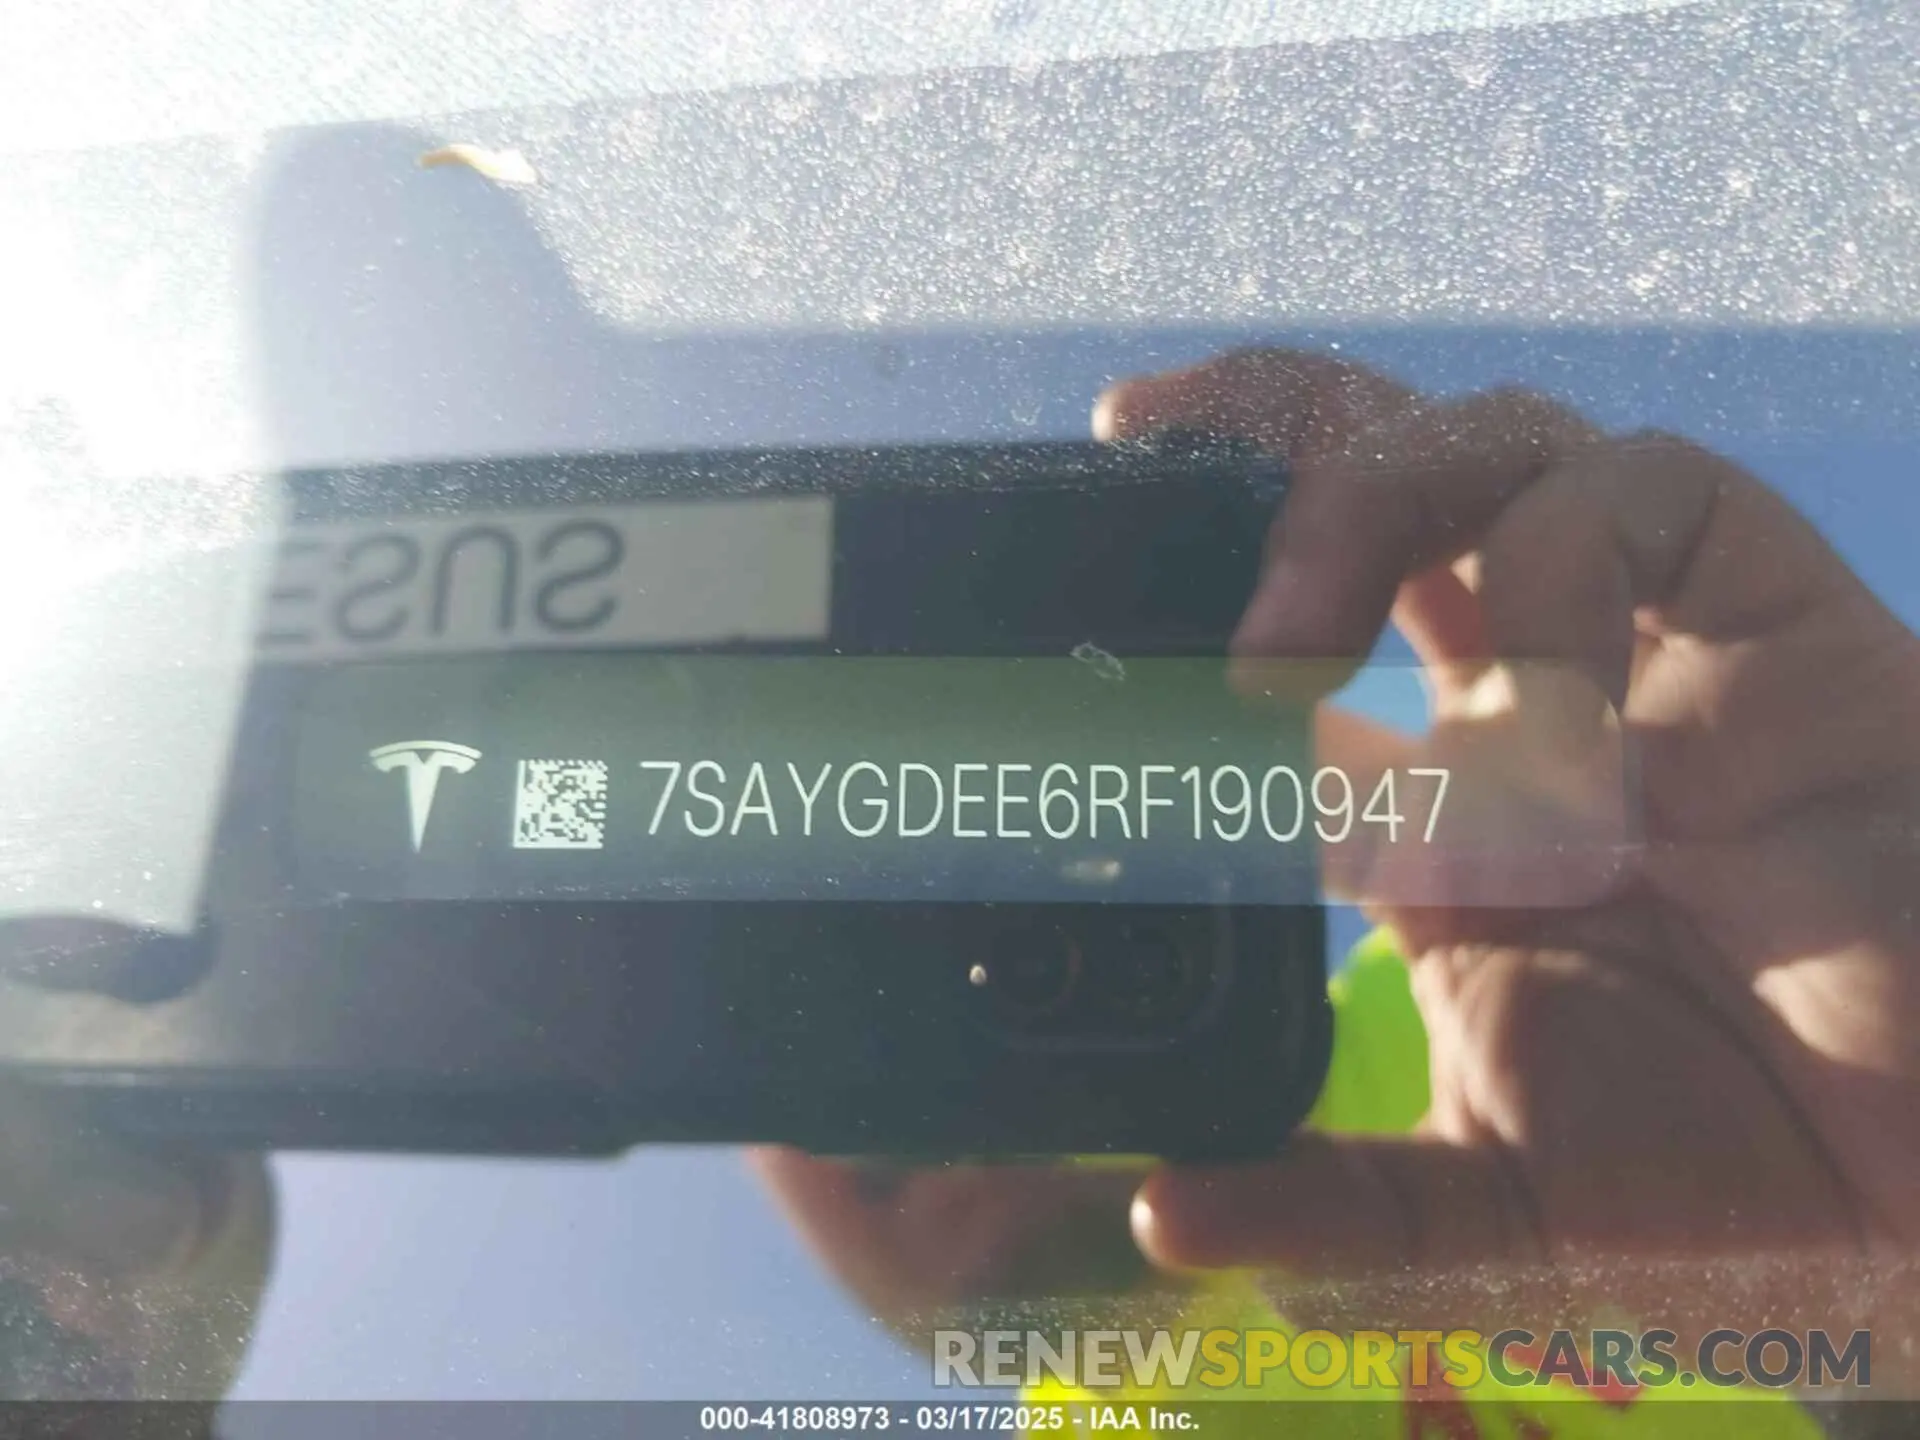 ESUS
7SAYGDEE6RF190947
RENEWSPORTSCARS.COM
000-41808973 - 03/17/2025 - IAA Inc.